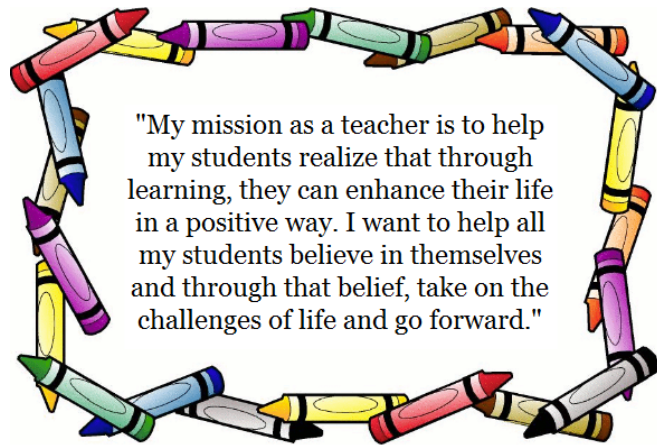 "My mission as a teacher is to help
my students realize that through
learning, they can enhance their life
in a positive way. I want to help all
my students believe in themselves
and through that belief, take on the
challenges of life and go forward."